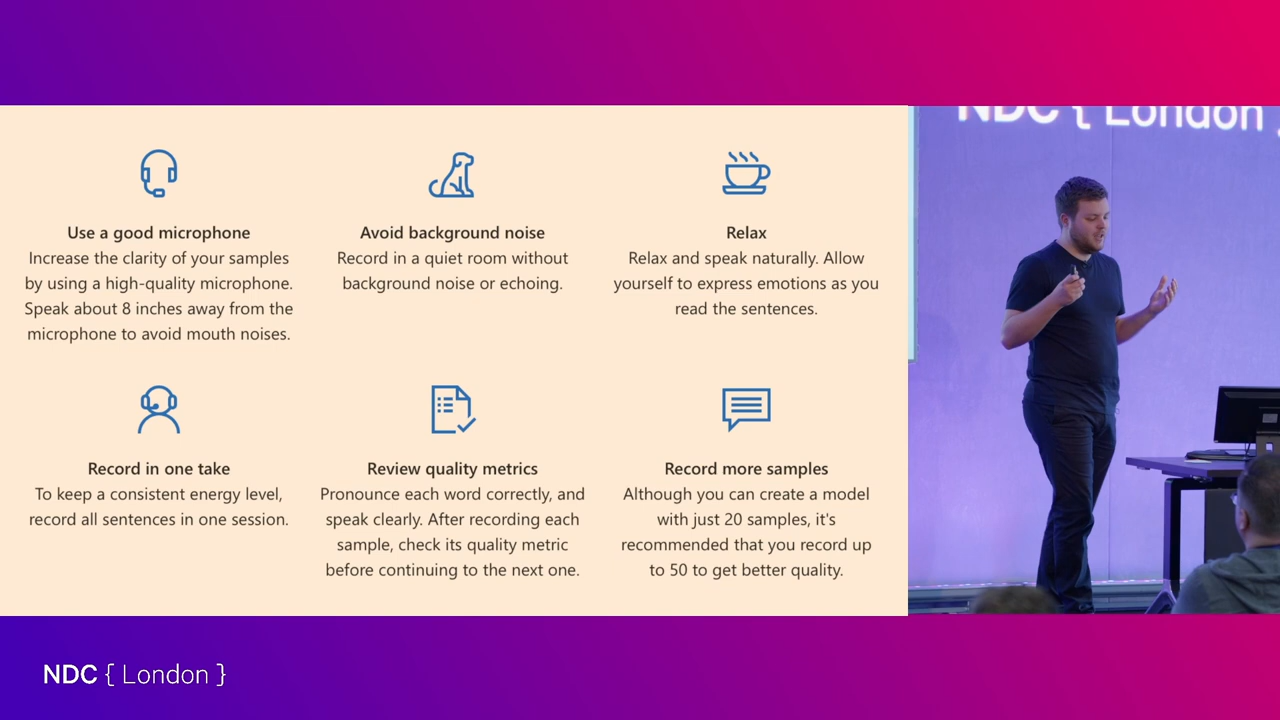 NDC { London }
Use a good microphone
Increase the clarity of your samples
by using a high-quality microphone.
Speak about 8 inches away from the
microphone to avoid mouth noises.
Avoid background noise
Record in a quiet room without
background noise or echoing.
Relax
Relax and speak naturally. Allow
yourself to express emotions as you
read the sentences.
Record in one take
To keep a consistent energy level,
record all sentences in one session.
Review quality metrics
Pronounce each word correctly, and
speak clearly. After recording each
sample, check its quality metric
before continuing to the next one.
Record more samples
Although you can create a model
with just 20 samples, it's
recommended that you record up
to 50 to get better quality.
NDC { London }